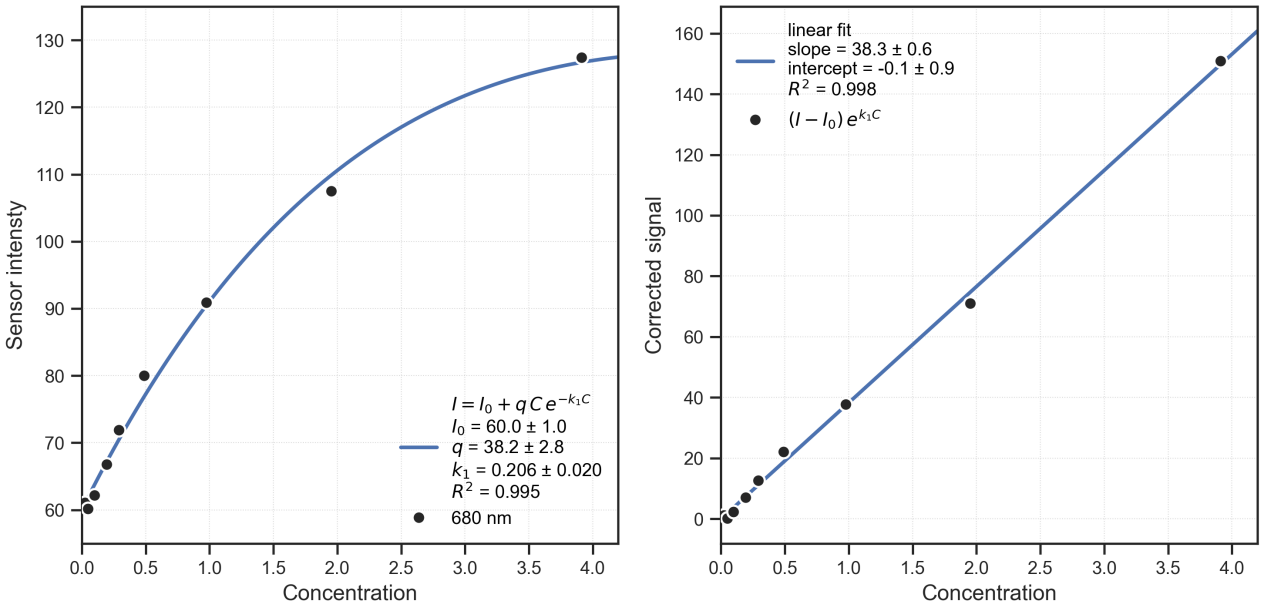 130
120
110
100
90
80
70
60
Sensor intensty
I = I₀ + q C e^{-k₁C}
I₀ = 60.0 ± 1.0
q = 38.2 ± 2.8
k₁ = 0.206 ± 0.020
R² = 0.995
680 nm
0.0 0.5 1.0 1.5 2.0 2.5 3.0 3.5 4.0
Concentration
160
140
120
100
80
60
40
20
0
Corrected signal
linear fit
slope = 38.3 ± 0.6
intercept = -0.1 ± 0.9
R² = 0.998
(I − I₀) e^{k₁C}
0.0 0.5 1.0 1.5 2.0 2.5 3.0 3.5 4.0
Concentration